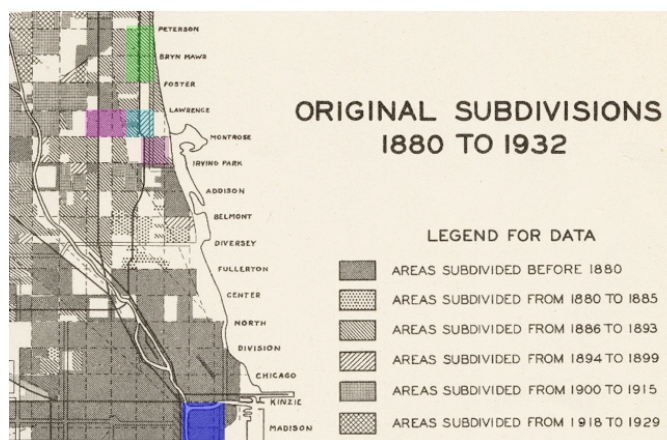 PETERSON
BRYN MAWR
FOSTER
LAWRENCE
MONTROSE
IRVING PARK
ADDISON
BELMONT
DIVERSEY
FULLERTON
CENTER
NORTH
DIVISION
CHICAGO
KINZIE
MADISON
ORIGINAL SUBDIVISIONS
1880 TO 1932
LEGEND FOR DATA
AREAS SUBDIVIDED BEFORE 1880
AREAS SUBDIVIDED FROM 1880 TO 1885
AREAS SUBDIVIDED FROM 1886 TO 1893
AREAS SUBDIVIDED FROM 1894 TO 1899
AREAS SUBDIVIDED FROM 1900 TO 1915
AREAS SUBDIVIDED FROM 1918 TO 1929